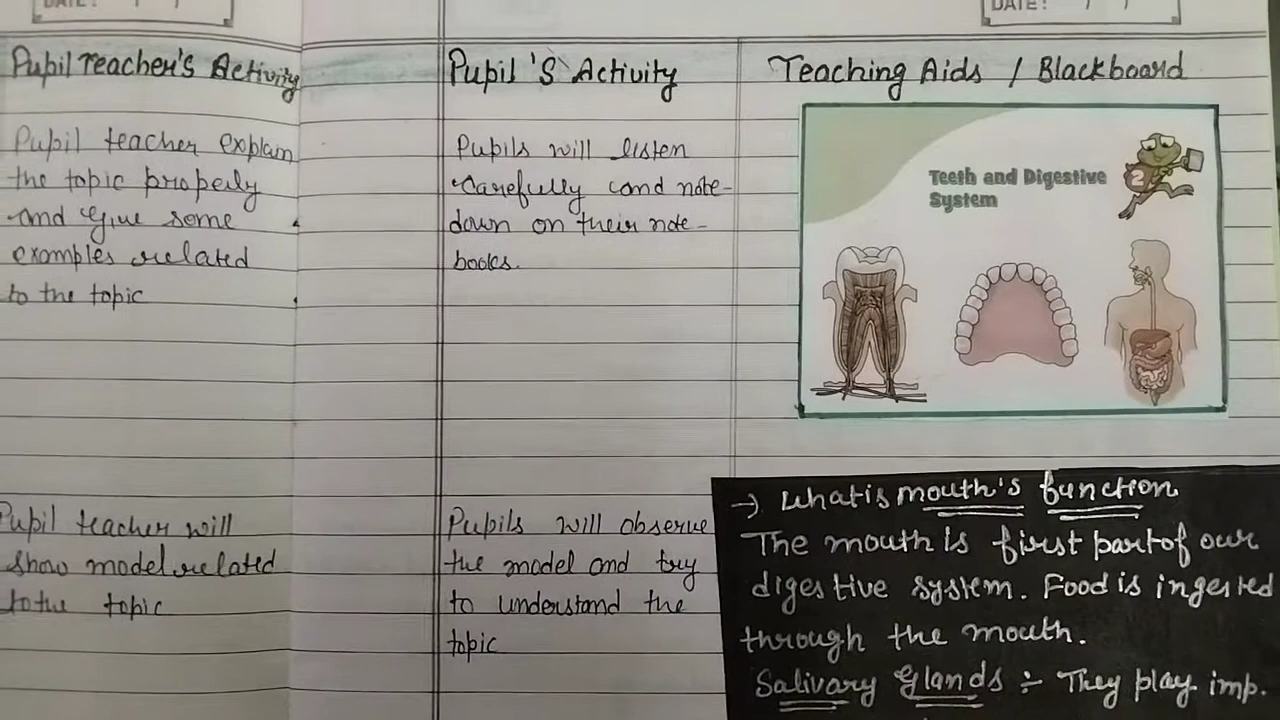 DATE: / /
DATE: / /
Pupil Teacher's Activity
Pupil teacher explain
the topic properly
and give some
examples related
to the topic
Pupil teacher will
show model related
to the topic
Pupil's Activity
Pupils will listen
carefully and note-
down on their note-
books.
Pupils will observe
the model and try
to understand the
topic
Teaching Aids / Blackboard
Teeth and Digestive
System
2
→ What is mouth's function
The mouth is first part of our
digestive system. Food is ingested
through the mouth.
Salivary Glands ÷ They play imp.